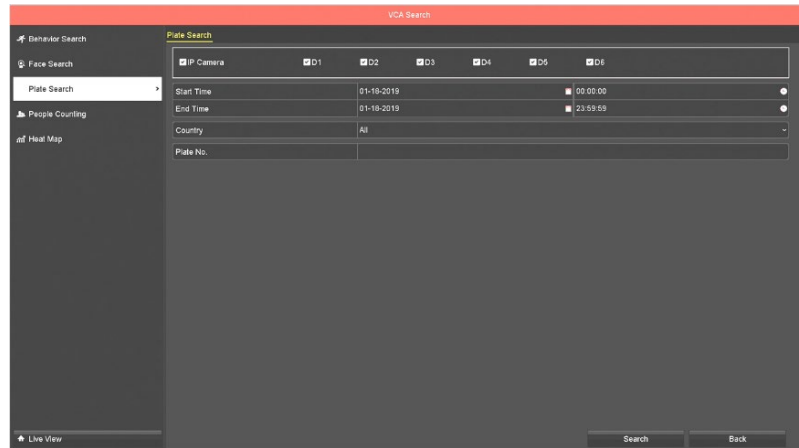 VCA Search
Behavior Search
Face Search
Plate Search
People Counting
Heat Map
Live View
Plate Search
IP Camera D1 D2 D3 D4 D5 D6
Start Time 01-18-2019 00:00:00
End Time 01-18-2019 23:59:59
Country All
Plate No.
Search Back